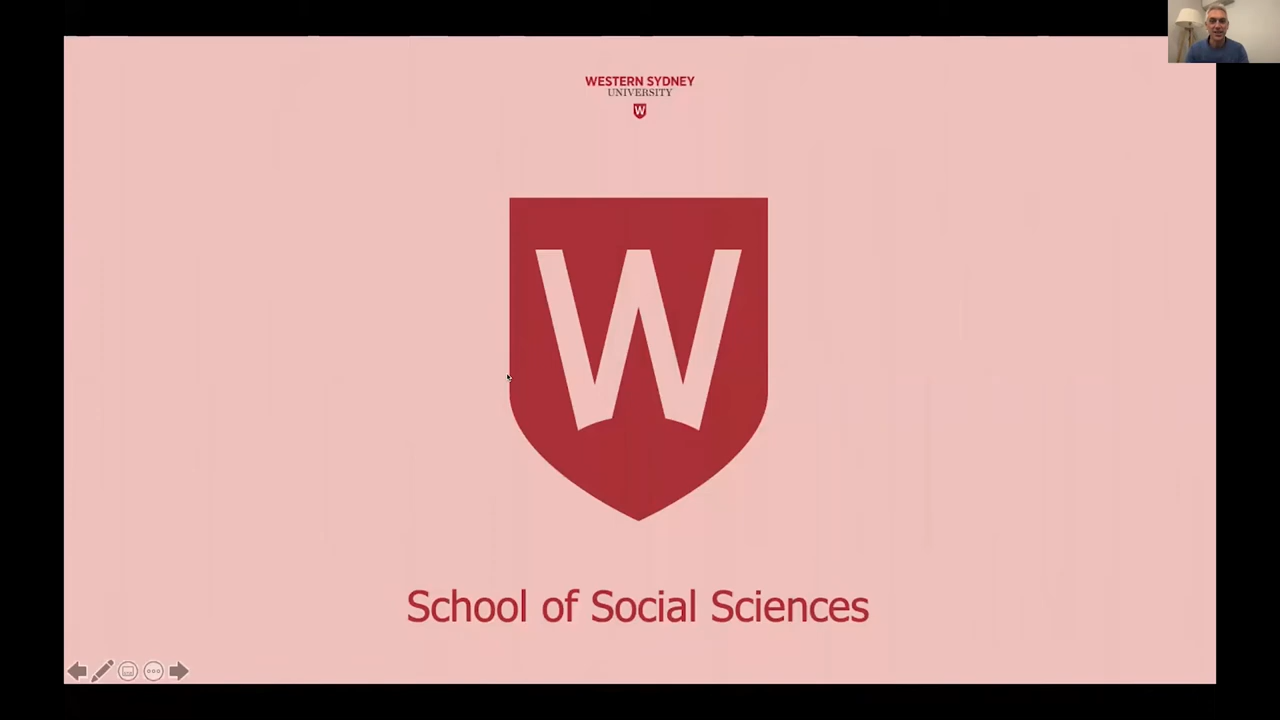 WESTERN SYDNEY
UNIVERSITY
W
W
School of Social Sciences